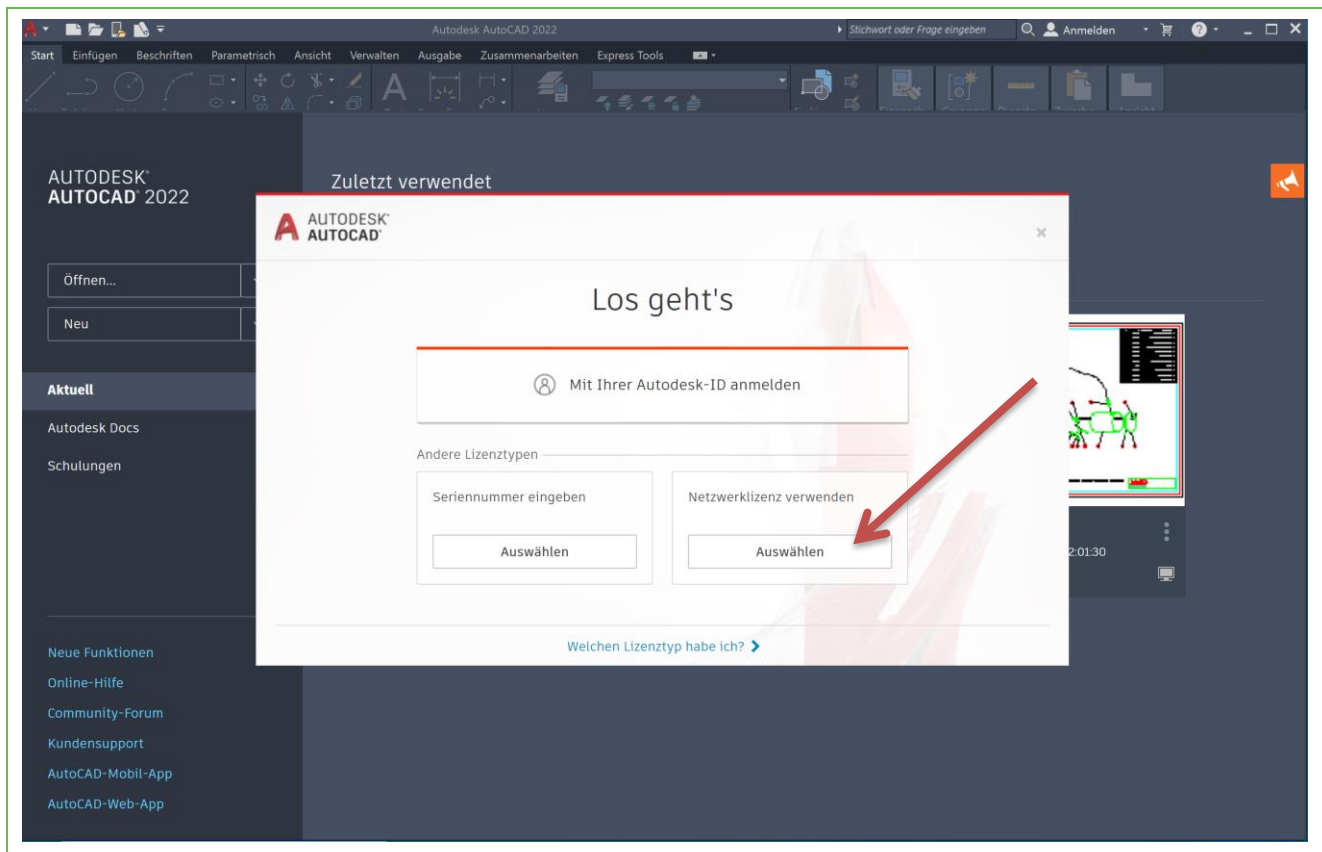 Autodesk AutoCAD 2022
Stichwort oder Frage eingeben
Anmelden
Start Einfügen Beschriften Parametrisch Ansicht Verwalten Ausgabe Zusammenarbeiten Express Tools
AUTODESK®
AUTOCAD® 2022
Zuletzt verwendet
AUTODESK®
AUTOCAD®
Öffnen...
Neu
Los geht's
Mit Ihrer Autodesk-ID anmelden
Aktuell
Autodesk Docs
Schulungen
Andere Lizenztypen
Seriennummer eingeben
Netzwerklizenz verwenden
Auswählen
Auswählen
2:01:30
Welchen Lizenztyp habe ich?
Neue Funktionen
Online-Hilfe
Community-Forum
Kundensupport
AutoCAD-Mobil-App
AutoCAD-Web-App